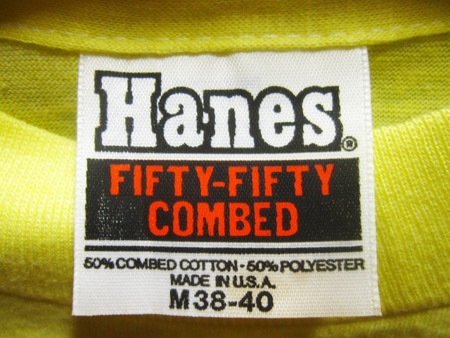 Hanes®
FIFTY-FIFTY
COMBED
50% COMBED COTTON - 50% POLYESTER
MADE IN U.S.A.
M 38-40